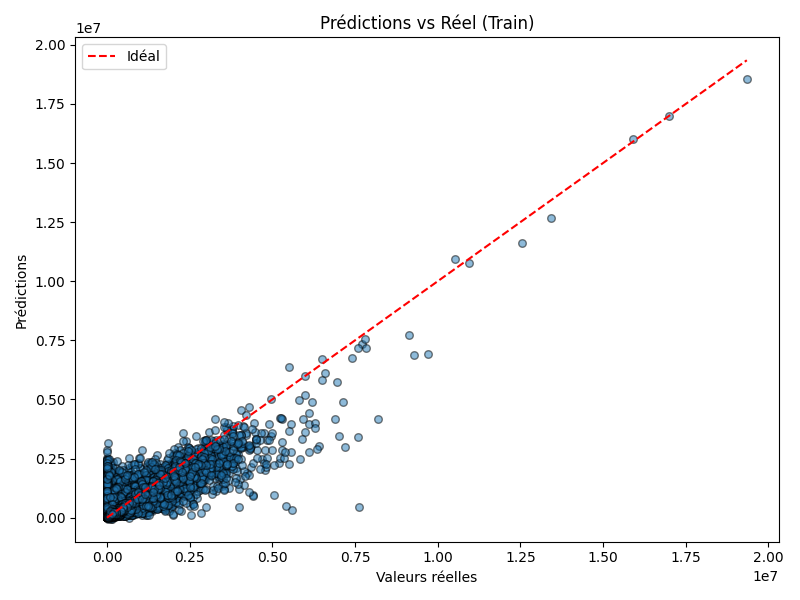 Prédictions vs Réel (Train)
1e7
2.00
1.75
1.50
1.25
1.00
0.75
0.50
0.25
0.00
Prédictions
Idéal
0.00 0.25 0.50 0.75 1.00 1.25 1.50 1.75 2.00
1e7
Valeurs réelles